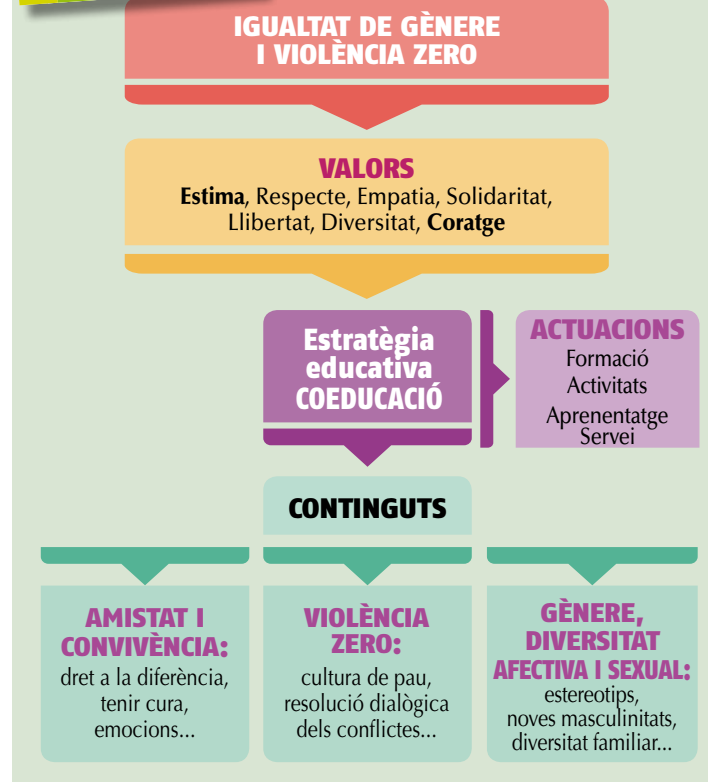 IGUALTAT DE GÈNERE
I VIOLÈNCIA ZERO
VALORS
Estima, Respecte, Empatia, Solidaritat,
Llibertat, Diversitat, Coratge
Estratègia
educativa
COEDUCACIÓ
ACTUACIONS
Formació
Activitats
Aprenentatge
Servei
CONTINGUTS
AMISTAT I
CONVIVÈNCIA:
dret a la diferència,
tenir cura,
emocions...
VIOLÈNCIA
ZERO:
cultura de pau,
resolució dialògica
dels conflictes...
GÈNERE,
DIVERSITAT
AFECTIVA I SEXUAL:
estereotips,
noves masculinitats,
diversitat familiar...